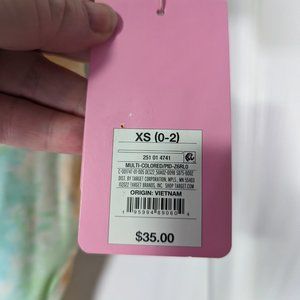 XS (0-2)
251 01 4741
MULTI-COLORED/PID-Z6RL0
DIST. BY TARGET CORPORATION, MPLS, MN 55403
©2022 TARGET BRANDS, INC. SHOP TARGET.COM
ORIGIN: VIETNAM
$35.00